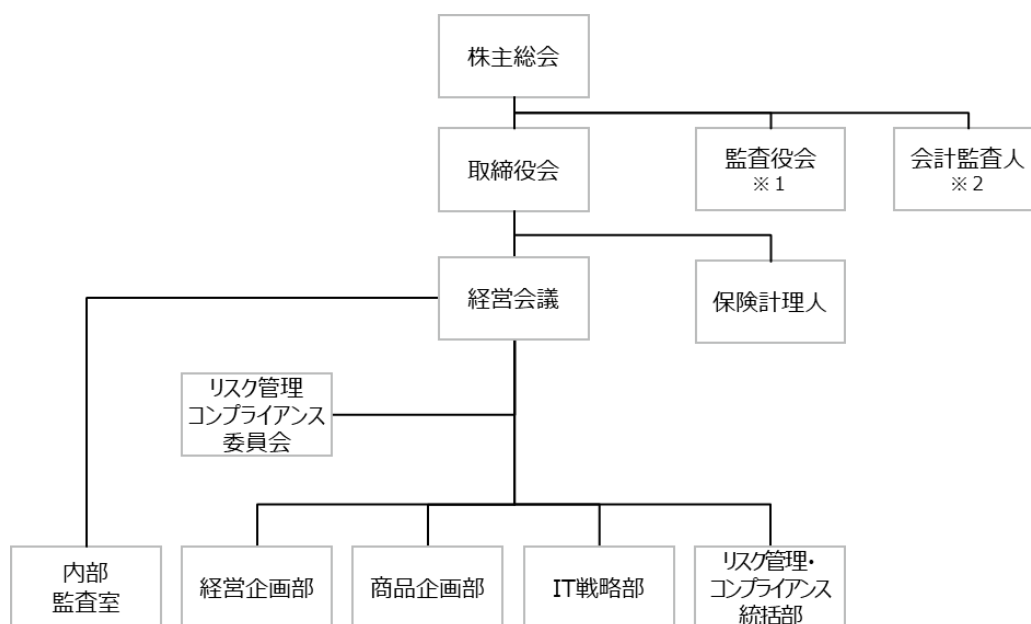 株主総会
取締役会
監査役会
※1
会計監査人
※2
経営会議
保険計理人
リスク管理
コンプライアンス
委員会
内部
監査室
経営企画部
商品企画部
IT戦略部
リスク管理・
コンプライアンス
統括部